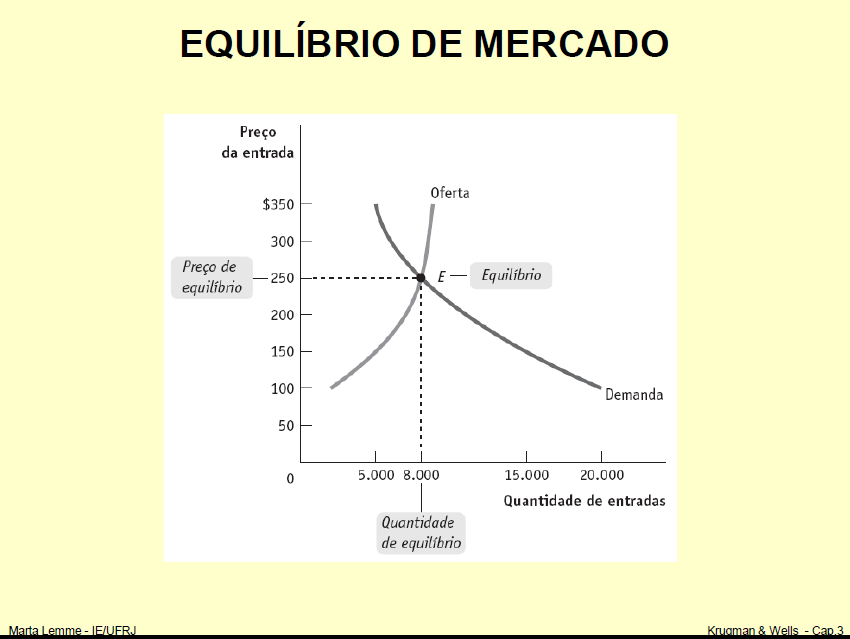 EQUILÍBRIO DE MERCADO
Preço
da entrada
Oferta
$350
300
Preço de
equilíbrio
250
E
Equilíbrio
200
150
100
Demanda
50
0
5.000 8.000 15.000 20.000
Quantidade de entradas
Quantidade
de equilíbrio
Marta Lemme - IE/UFRJ
Krugman & Wells - Cap.3